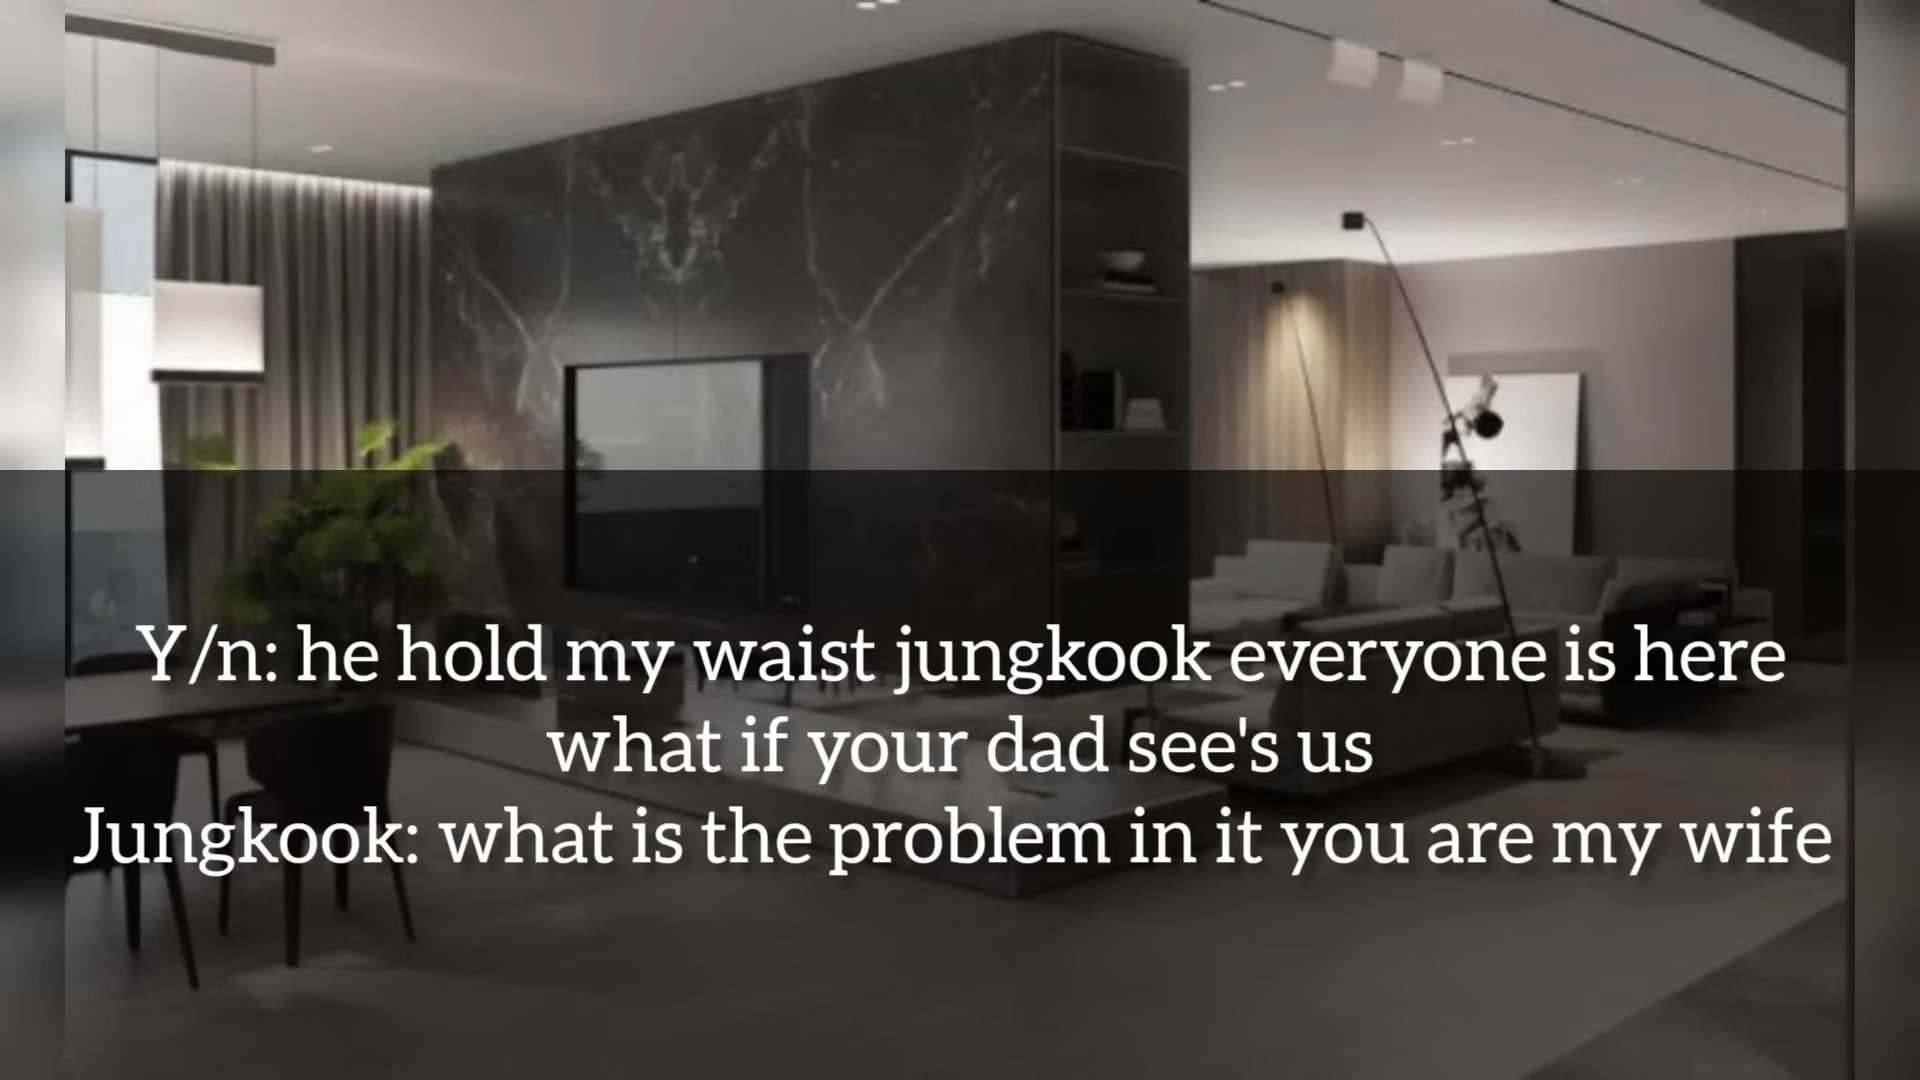 Y/n: he hold my waist jungkook everyone is here
what if your dad see's us
Jungkook: what is the problem in it you are my wife